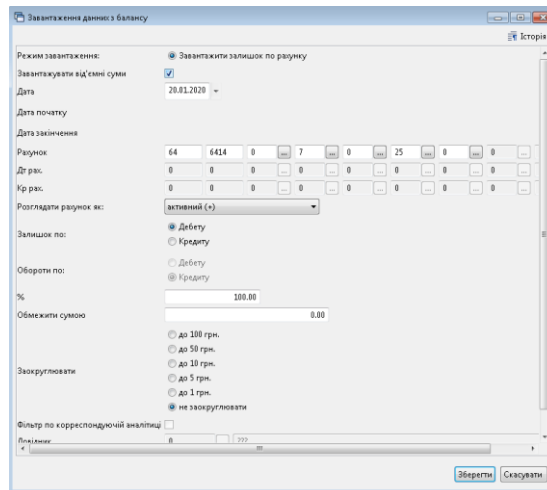 Завантаження данних з балансу
Історія
Режим завантаження: Завантажити залишок по рахунку
Завантажувати від'ємні суми
Дата 20.01.2020
Дата початку
Дата закінчення
Рахунок 64 6414 0 ... 7 ... 0 ... 25 ... 0 ... 0 ...
Дт рах. 0 0 0 ... 0 ... 0 ... 0 ... 0 ... 0 ...
Кр рах. 0 0 0 ... 0 ... 0 ... 0 ... 0 ... 0 ...
Розглядати рахунок як: активний (+)
Залишок по: Дебету
Кредиту
Обороти по: Дебету
Кредиту
% 100.00
Обмежити сумою 0.00
Заокруглювати
до 100 грн.
до 50 грн.
до 10 грн.
до 5 грн.
до 1 грн.
не заокруглювати
Фільтр по корреспондуючій аналітиці
Довідник 0 ???
Зберегти Скасувати